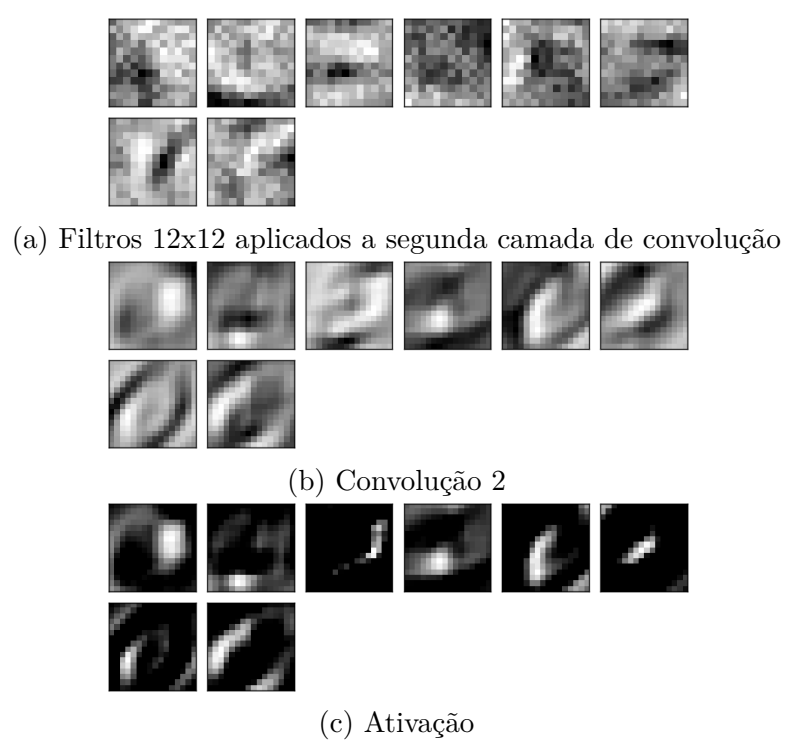 (a) Filtros 12x12 aplicados a segunda camada de convolução
(b) Convolução 2
(c) Ativação